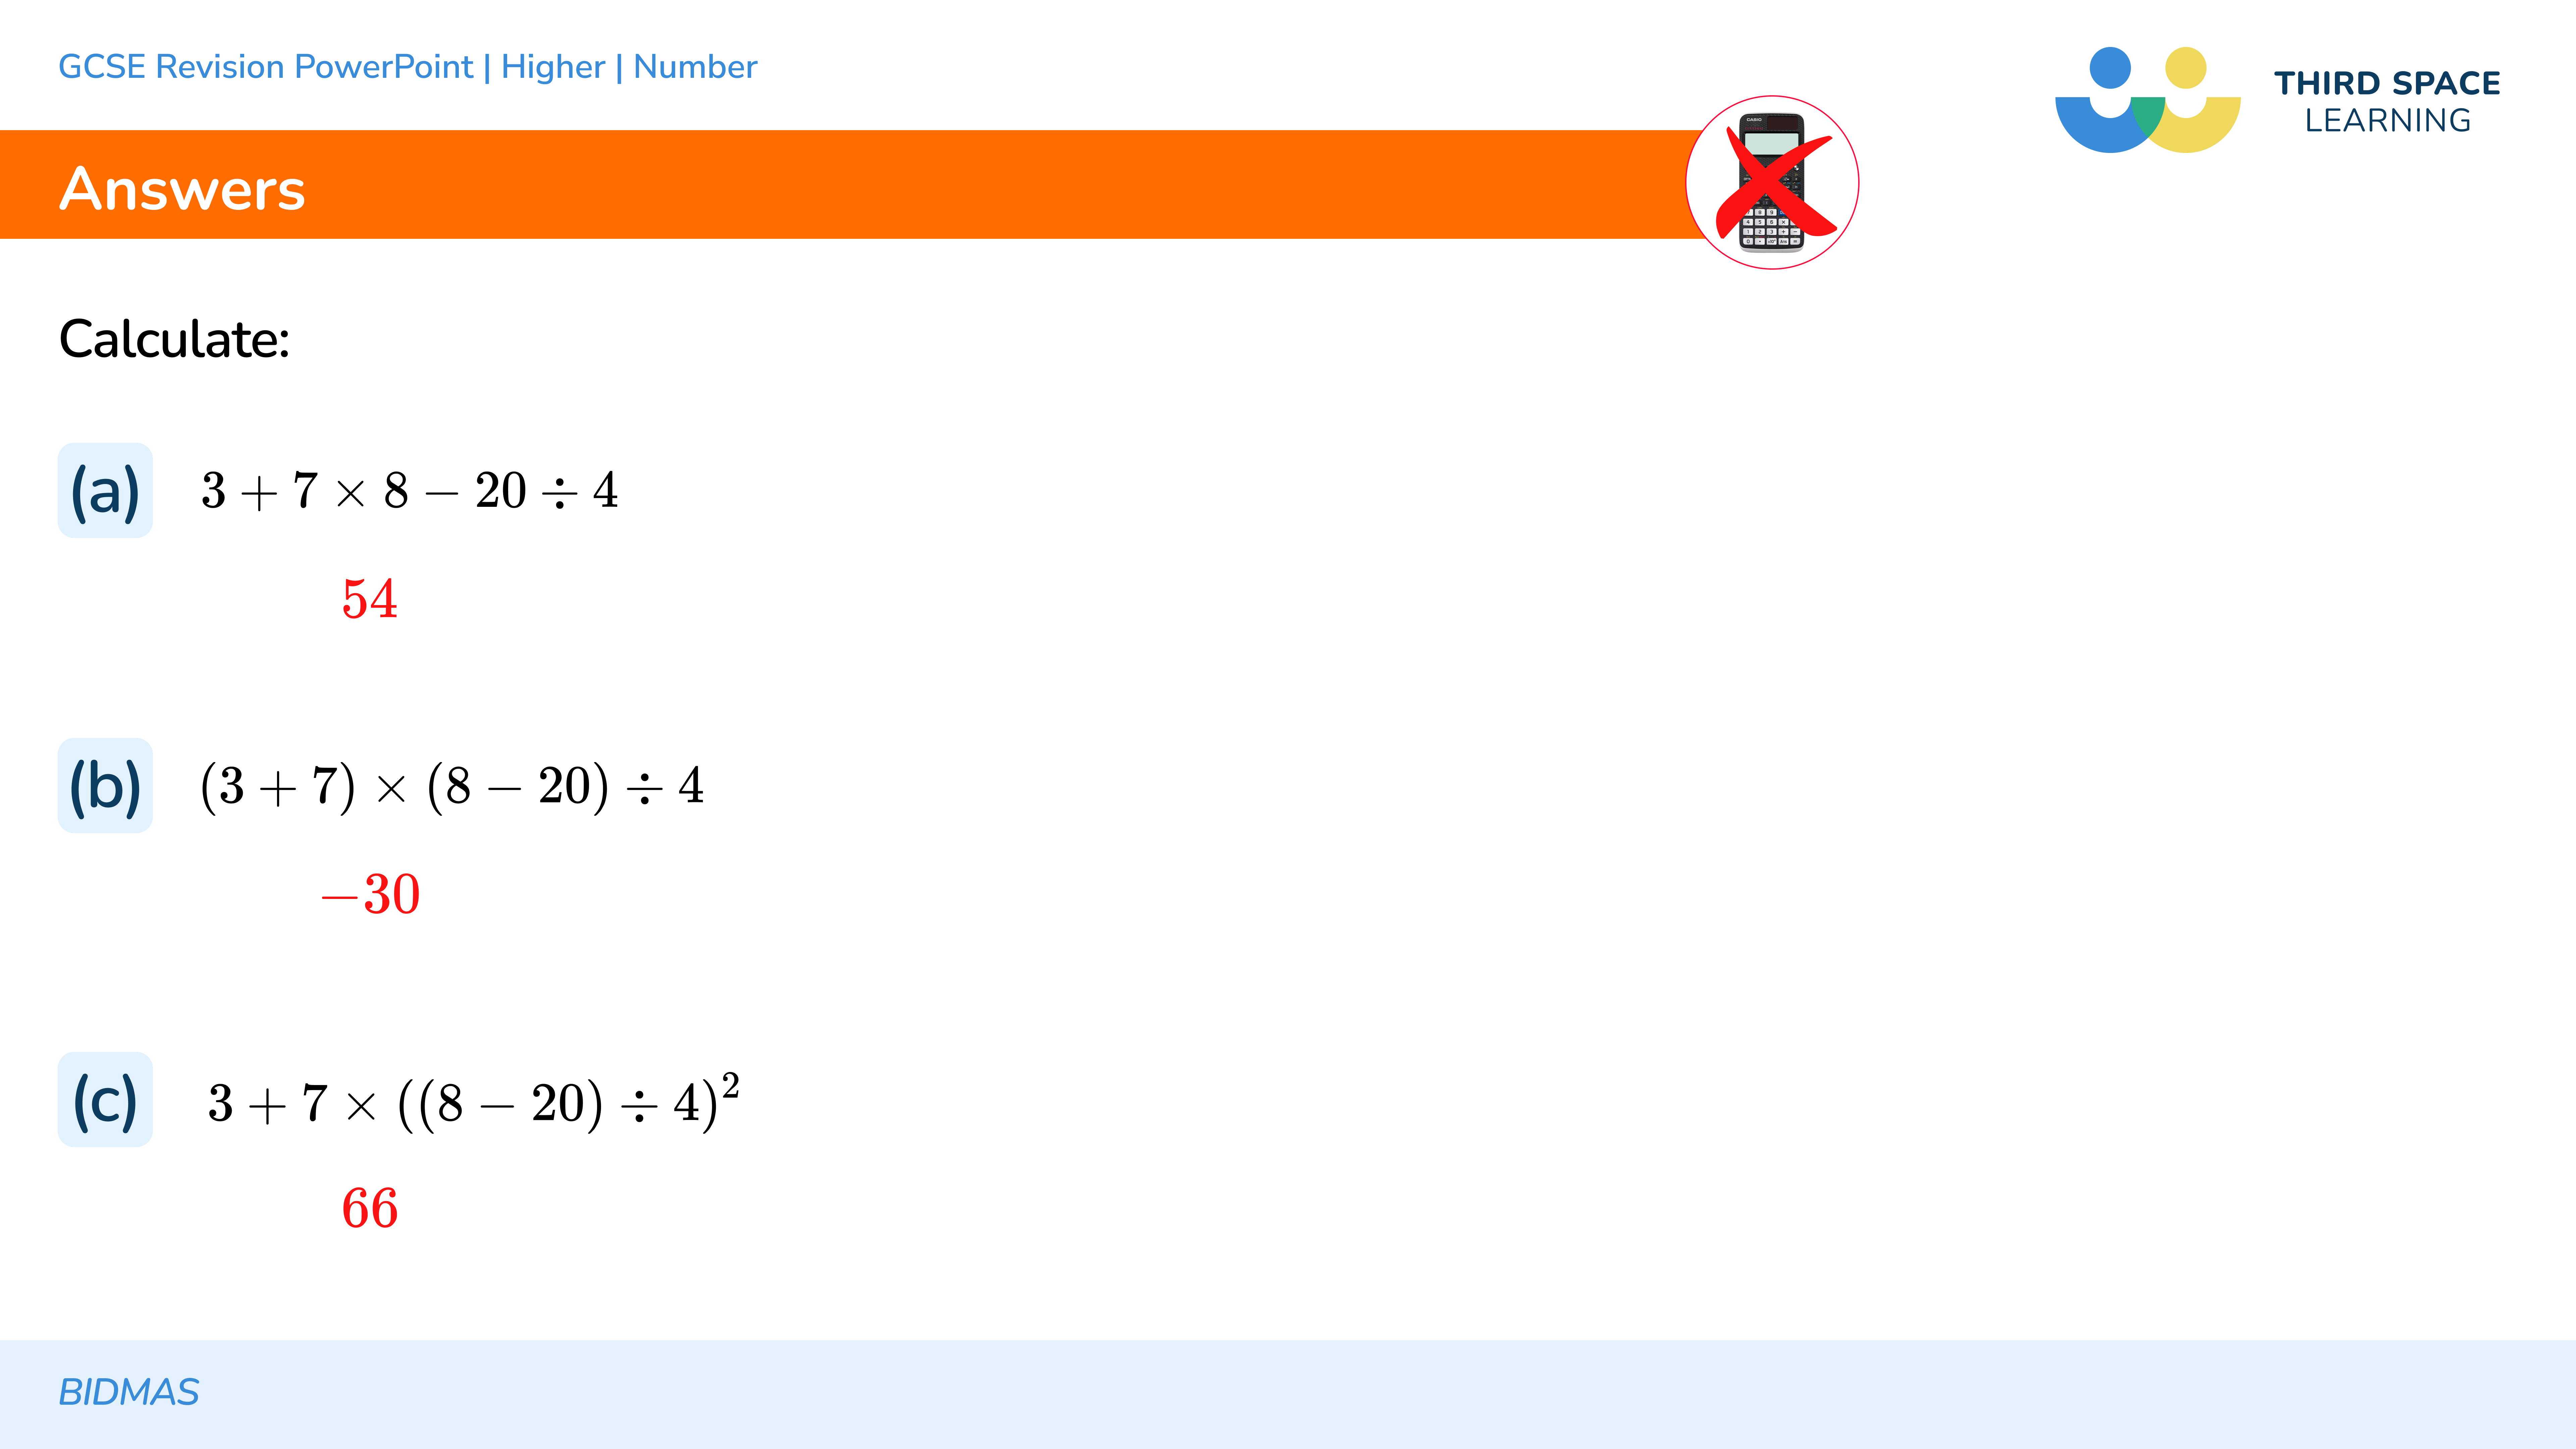 GCSE Revision PowerPoint | Higher | Number
THIRD SPACE
LEARNING
Answers
CASIO
Calculate:
(a) 3 + 7 × 8 − 20 ÷ 4
54
(b) (3 + 7) × (8 − 20) ÷ 4
−30
(c) 3 + 7 × ((8 − 20) ÷ 4)²
66
BIDMAS